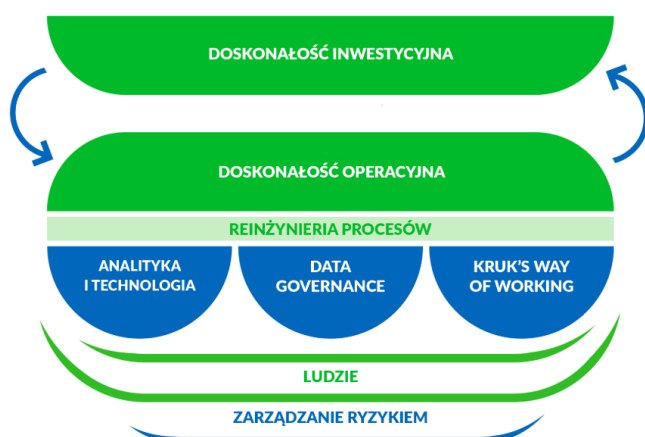 DOSKONAŁOŚĆ INWESTYCYJNA
DOSKONAŁOŚĆ OPERACYJNA
REINŻYNIERIA PROCESÓW
ANALITYKA
I TECHNOLOGIA
DATA
GOVERNANCE
KRUK'S WAY
OF WORKING
LUDZIE
ZARZĄDZANIE RYZYKIEM